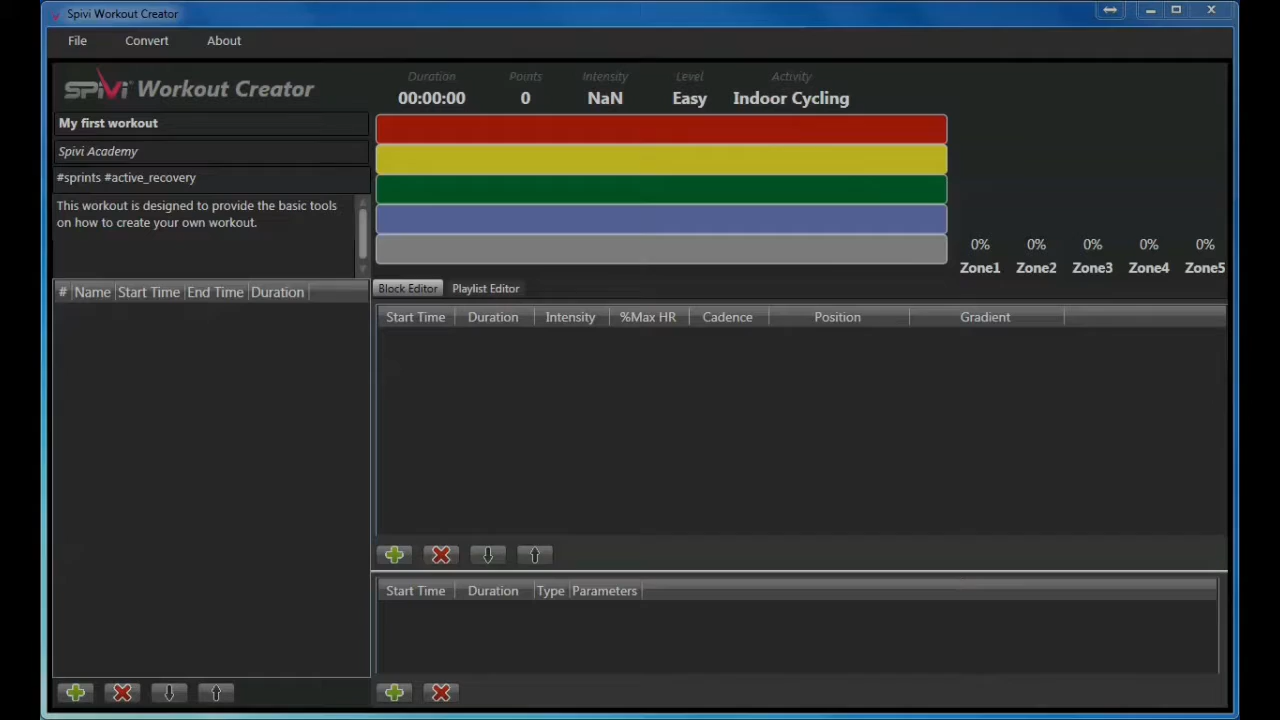 Spivi Workout Creator
File Convert About
SPiVi Workout Creator
Duration Points Intensity Level Activity
00:00:00 0 NaN Easy Indoor Cycling
My first workout
Spivi Academy
#sprints #active_recovery
This workout is designed to provide the basic tools
on how to create your own workout.
0% 0% 0% 0% 0%
Zone1 Zone2 Zone3 Zone4 Zone5
# Name Start Time End Time Duration
Block Editor Playlist Editor
Start Time Duration Intensity %Max HR Cadence Position Gradient
Start Time Duration Type Parameters